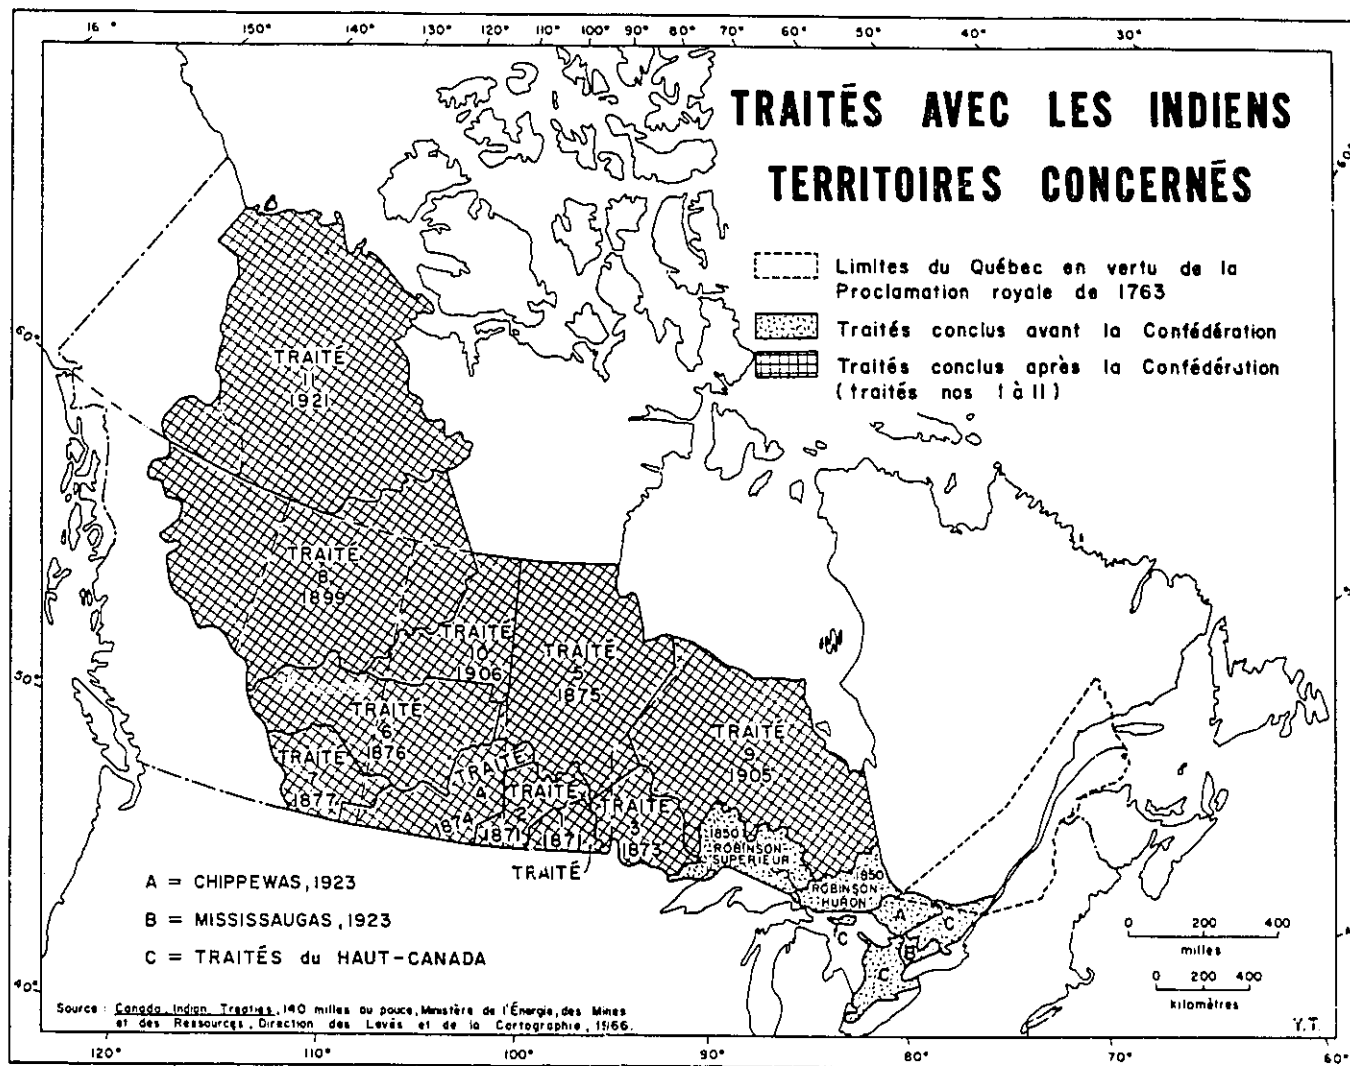 16 150° 140° 130° 120° 110° 100° 90° 80° 70° 60° 50° 40° 30°
TRAITÉS AVEC LES INDIENS
TERRITOIRES CONCERNÉS
Limites du Québec en vertu de la
Proclamation royale de 1763
Traités conclus avant la Confédération
Traités conclus après la Confédération
(traités nos 1 à 11)
60°
60°
50°
40°
TRAITÉ
11
1921
TRAITÉ
8
1899
TRAITÉ
10
1906
TRAITÉ
5
1875
TRAITÉ
6
1876
TRAITÉ
9
1905
TRAITÉ
7
1877
TRAITÉ
4
1874
TRAITÉ
2
1871
1
1871
TRAITÉ
TRAITÉ
3
1873
1850
ROBINSON
SUPÉRIEUR
1850
ROBINSON
HURON
A
C
C
B
C
A = CHIPPEWAS, 1923
B = MISSISSAUGAS, 1923
C = TRAITÉS du HAUT-CANADA
0 200 400
milles
0 200 400
kilomètres
Source : Canada, Indian Treaties, 140 milles au pouce, Ministère de l'Énergie, des Mines
et des Ressources, Direction des Levés et de la Cartographie, 1966.
Y.T.
120° 110° 100° 90° 80° 70° 60°